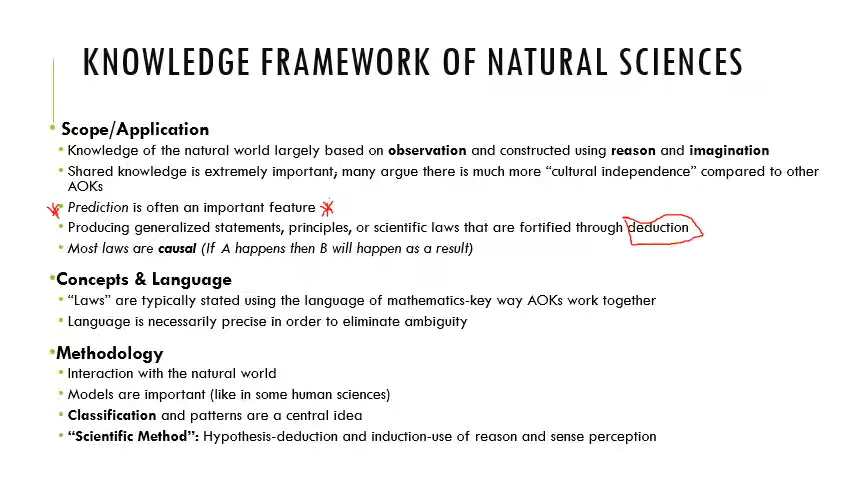 KNOWLEDGE FRAMEWORK OF NATURAL SCIENCES
• Scope/Application
• Knowledge of the natural world largely based on observation and constructed using reason and imagination
• Shared knowledge is extremely important; many argue there is much more “cultural independence” compared to other
AOKs
• Prediction is often an important feature
• Producing generalized statements, principles, or scientific laws that are fortified through deduction
• Most laws are causal (If A happens then B will happen as a result)
• Concepts & Language
• “Laws” are typically stated using the language of mathematics-key way AOKs work together
• Language is necessarily precise in order to eliminate ambiguity
• Methodology
• Interaction with the natural world
• Models are important (like in some human sciences)
• Classification and patterns are a central idea
• “Scientific Method”: Hypothesis-deduction and induction-use of reason and sense perception